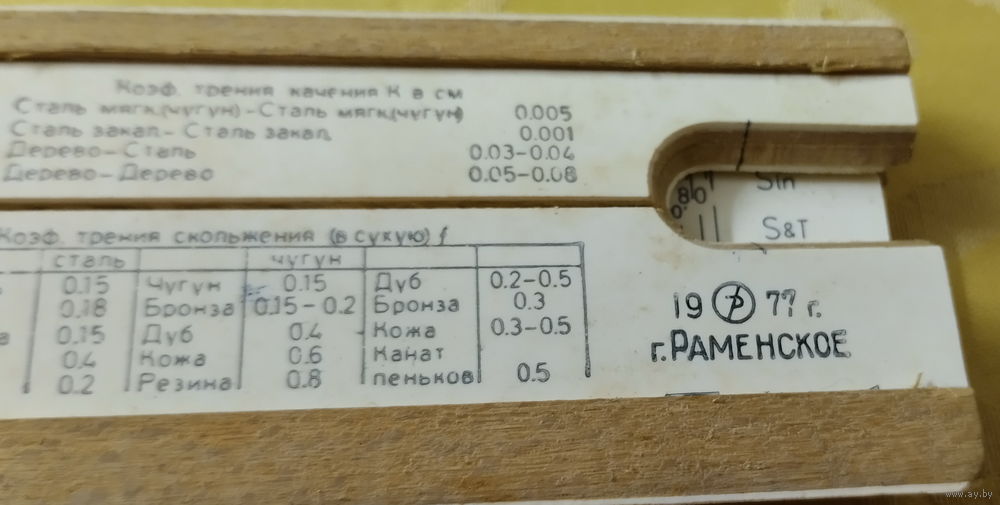 Коэф. трения качения K в см
Сталь мягк.(чугун)-Сталь мягк.(чугун) 0.005
Сталь закал.-Сталь закал. 0.001
Дерево-Сталь 0.03-0.04
Дерево-Дерево 0.05-0.08
Коэф. трения скольжения (в сухую) f
сталь чугун
0.15 Чугун 0.15 Дуб 0.2-0.5
0.18 Бронза 0.15-0.2 Бронза 0.3
0.15 Дуб 0.4 Кожа 0.3-0.5
0.4 Кожа 0.6 Канат
0.2 Резина 0.8 пеньков 0.5
Sin
S&T
19 77 г.
г.РАМЕНСКОЕ
www.ay.by